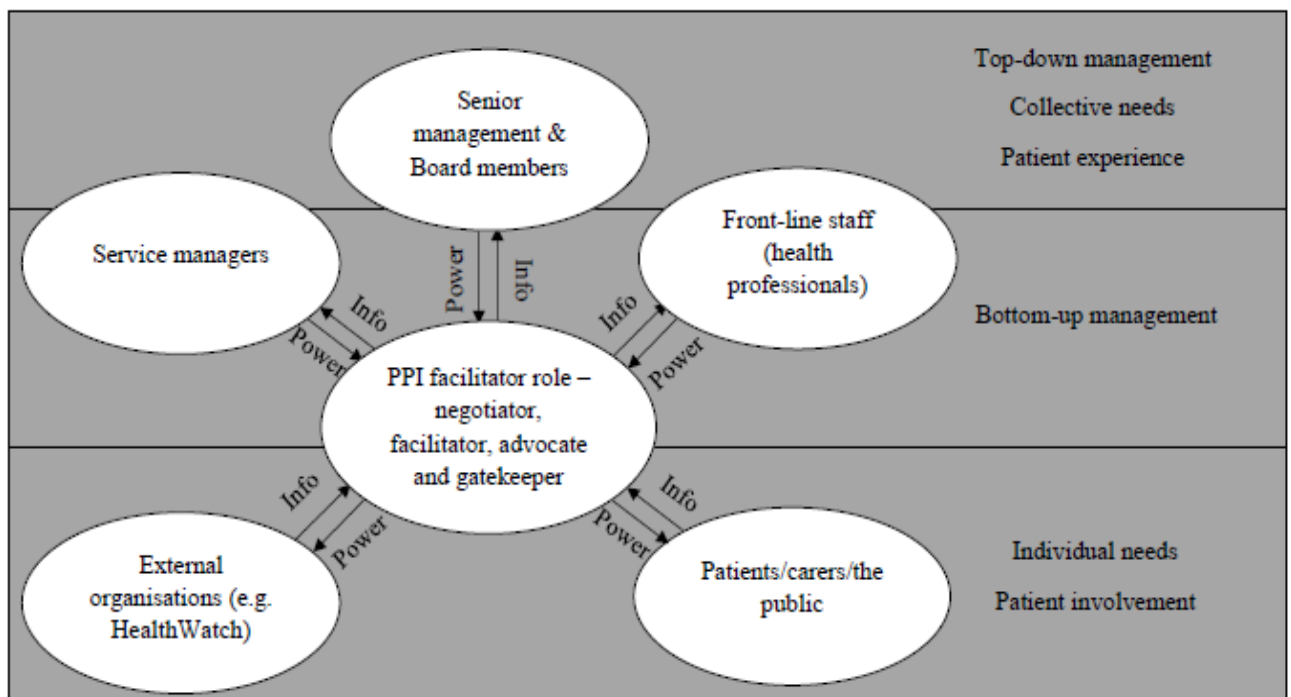 Top-down management
Collective needs
Patient experience
Senior
management &
Board members
Service managers
Front-line staff
(health
professionals)
Power
Info
Info
Power
Info
Power
Bottom-up management
PPI facilitator role –
negotiator,
facilitator, advocate
and gatekeeper
Info
Power
Info
Power
External
organisations (e.g.
HealthWatch)
Patients/carers/the
public
Individual needs
Patient involvement